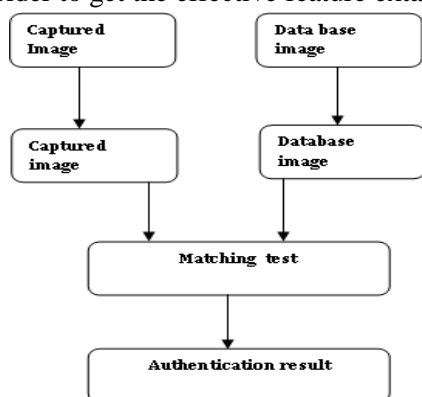 Captured
Image
Data base
image
Captured
image
Database
image
Matching test
Authentication result